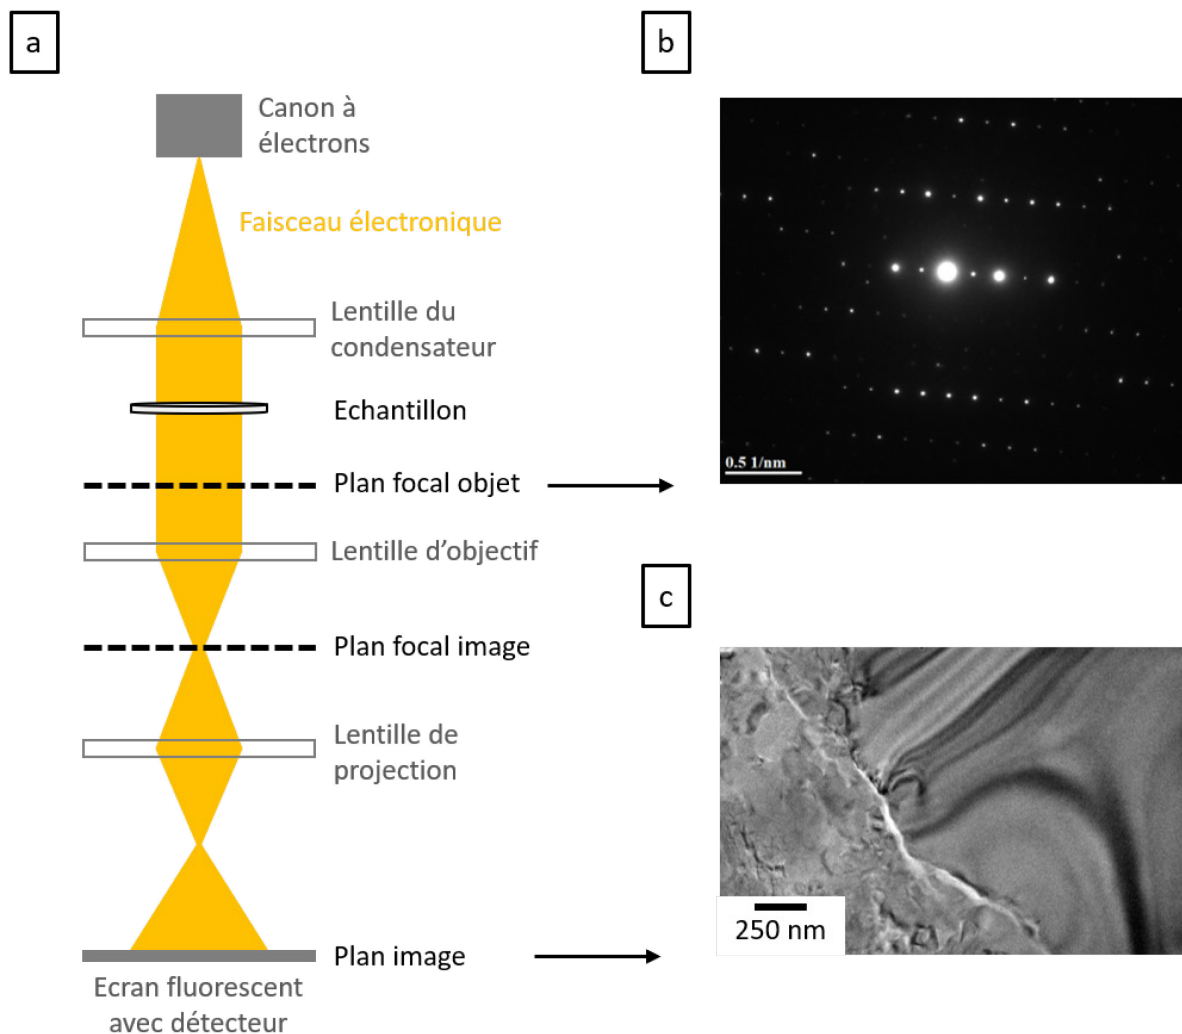 a
Canon à
électrons
Faisceau électronique
Lentille du
condensateur
Echantillon
Plan focal objet
Lentille d'objectif
Plan focal image
Lentille de
projection
Plan image
Ecran fluorescent
avec détecteur
b
0.5 1/nm
c
250 nm